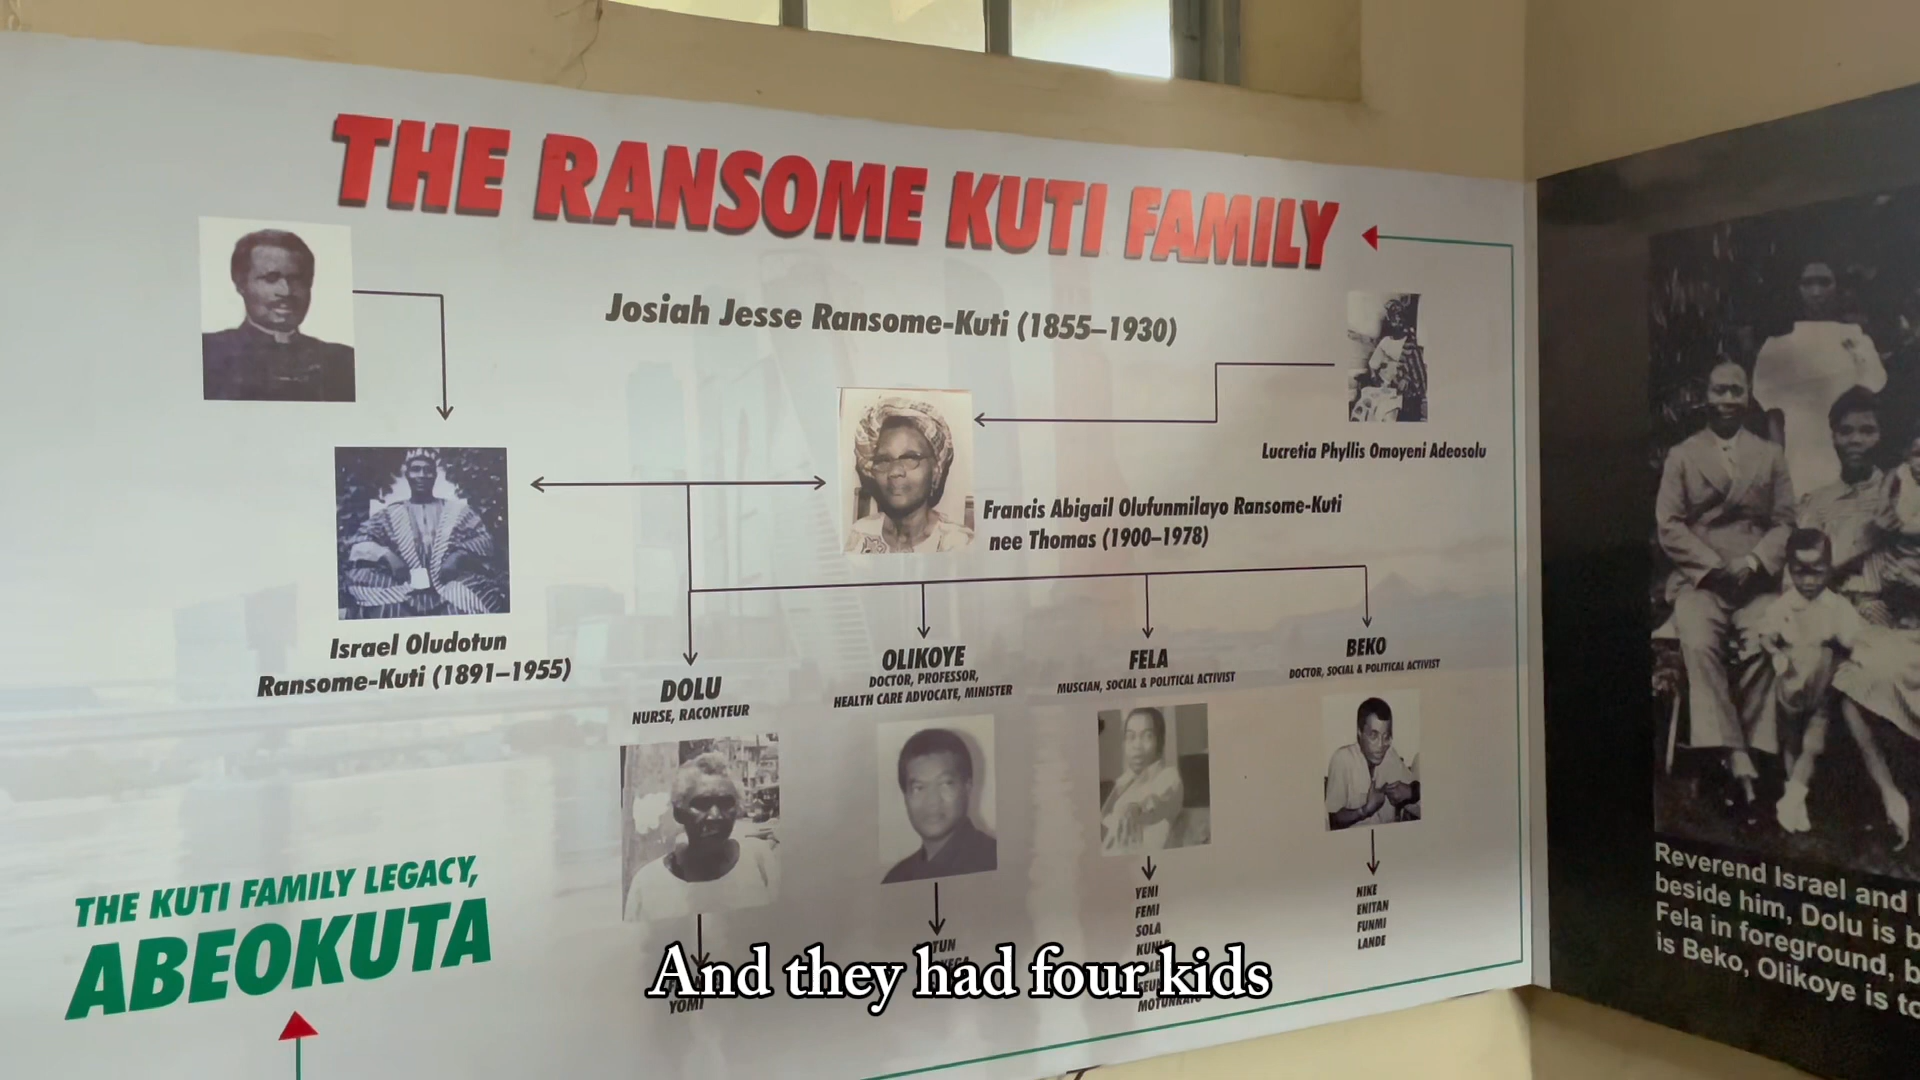 THE RANSOME KUTI FAMILY
Josiah Jesse Ransome-Kuti (1855–1930)
Lucretia Phyllis Omoyeni Adeosolu
Francis Abigail Olufunmilayo Ransome-Kuti
nee Thomas (1900–1978)
Israel Oludotun
Ransome-Kuti (1891–1955)
DOLU
NURSE, RACONTEUR
OLIKOYE
DOCTOR, PROFESSOR,
HEALTH CARE ADVOCATE, MINISTER
FELA
MUSCIAN, SOCIAL & POLITICAL ACTIVIST
BEKO
DOCTOR, SOCIAL & POLITICAL ACTIVIST
YOMI
YENI
FEMI
SOLA
MOTUNRAYO
NIKE
ENITAN
FUNMI
LANDE
THE KUTI FAMILY LEGACY,
ABEOKUTA
Reverend Israel and
beside him, Dolu is
Fela in foreground,
is Beko, Olikoye is
And they had four kids